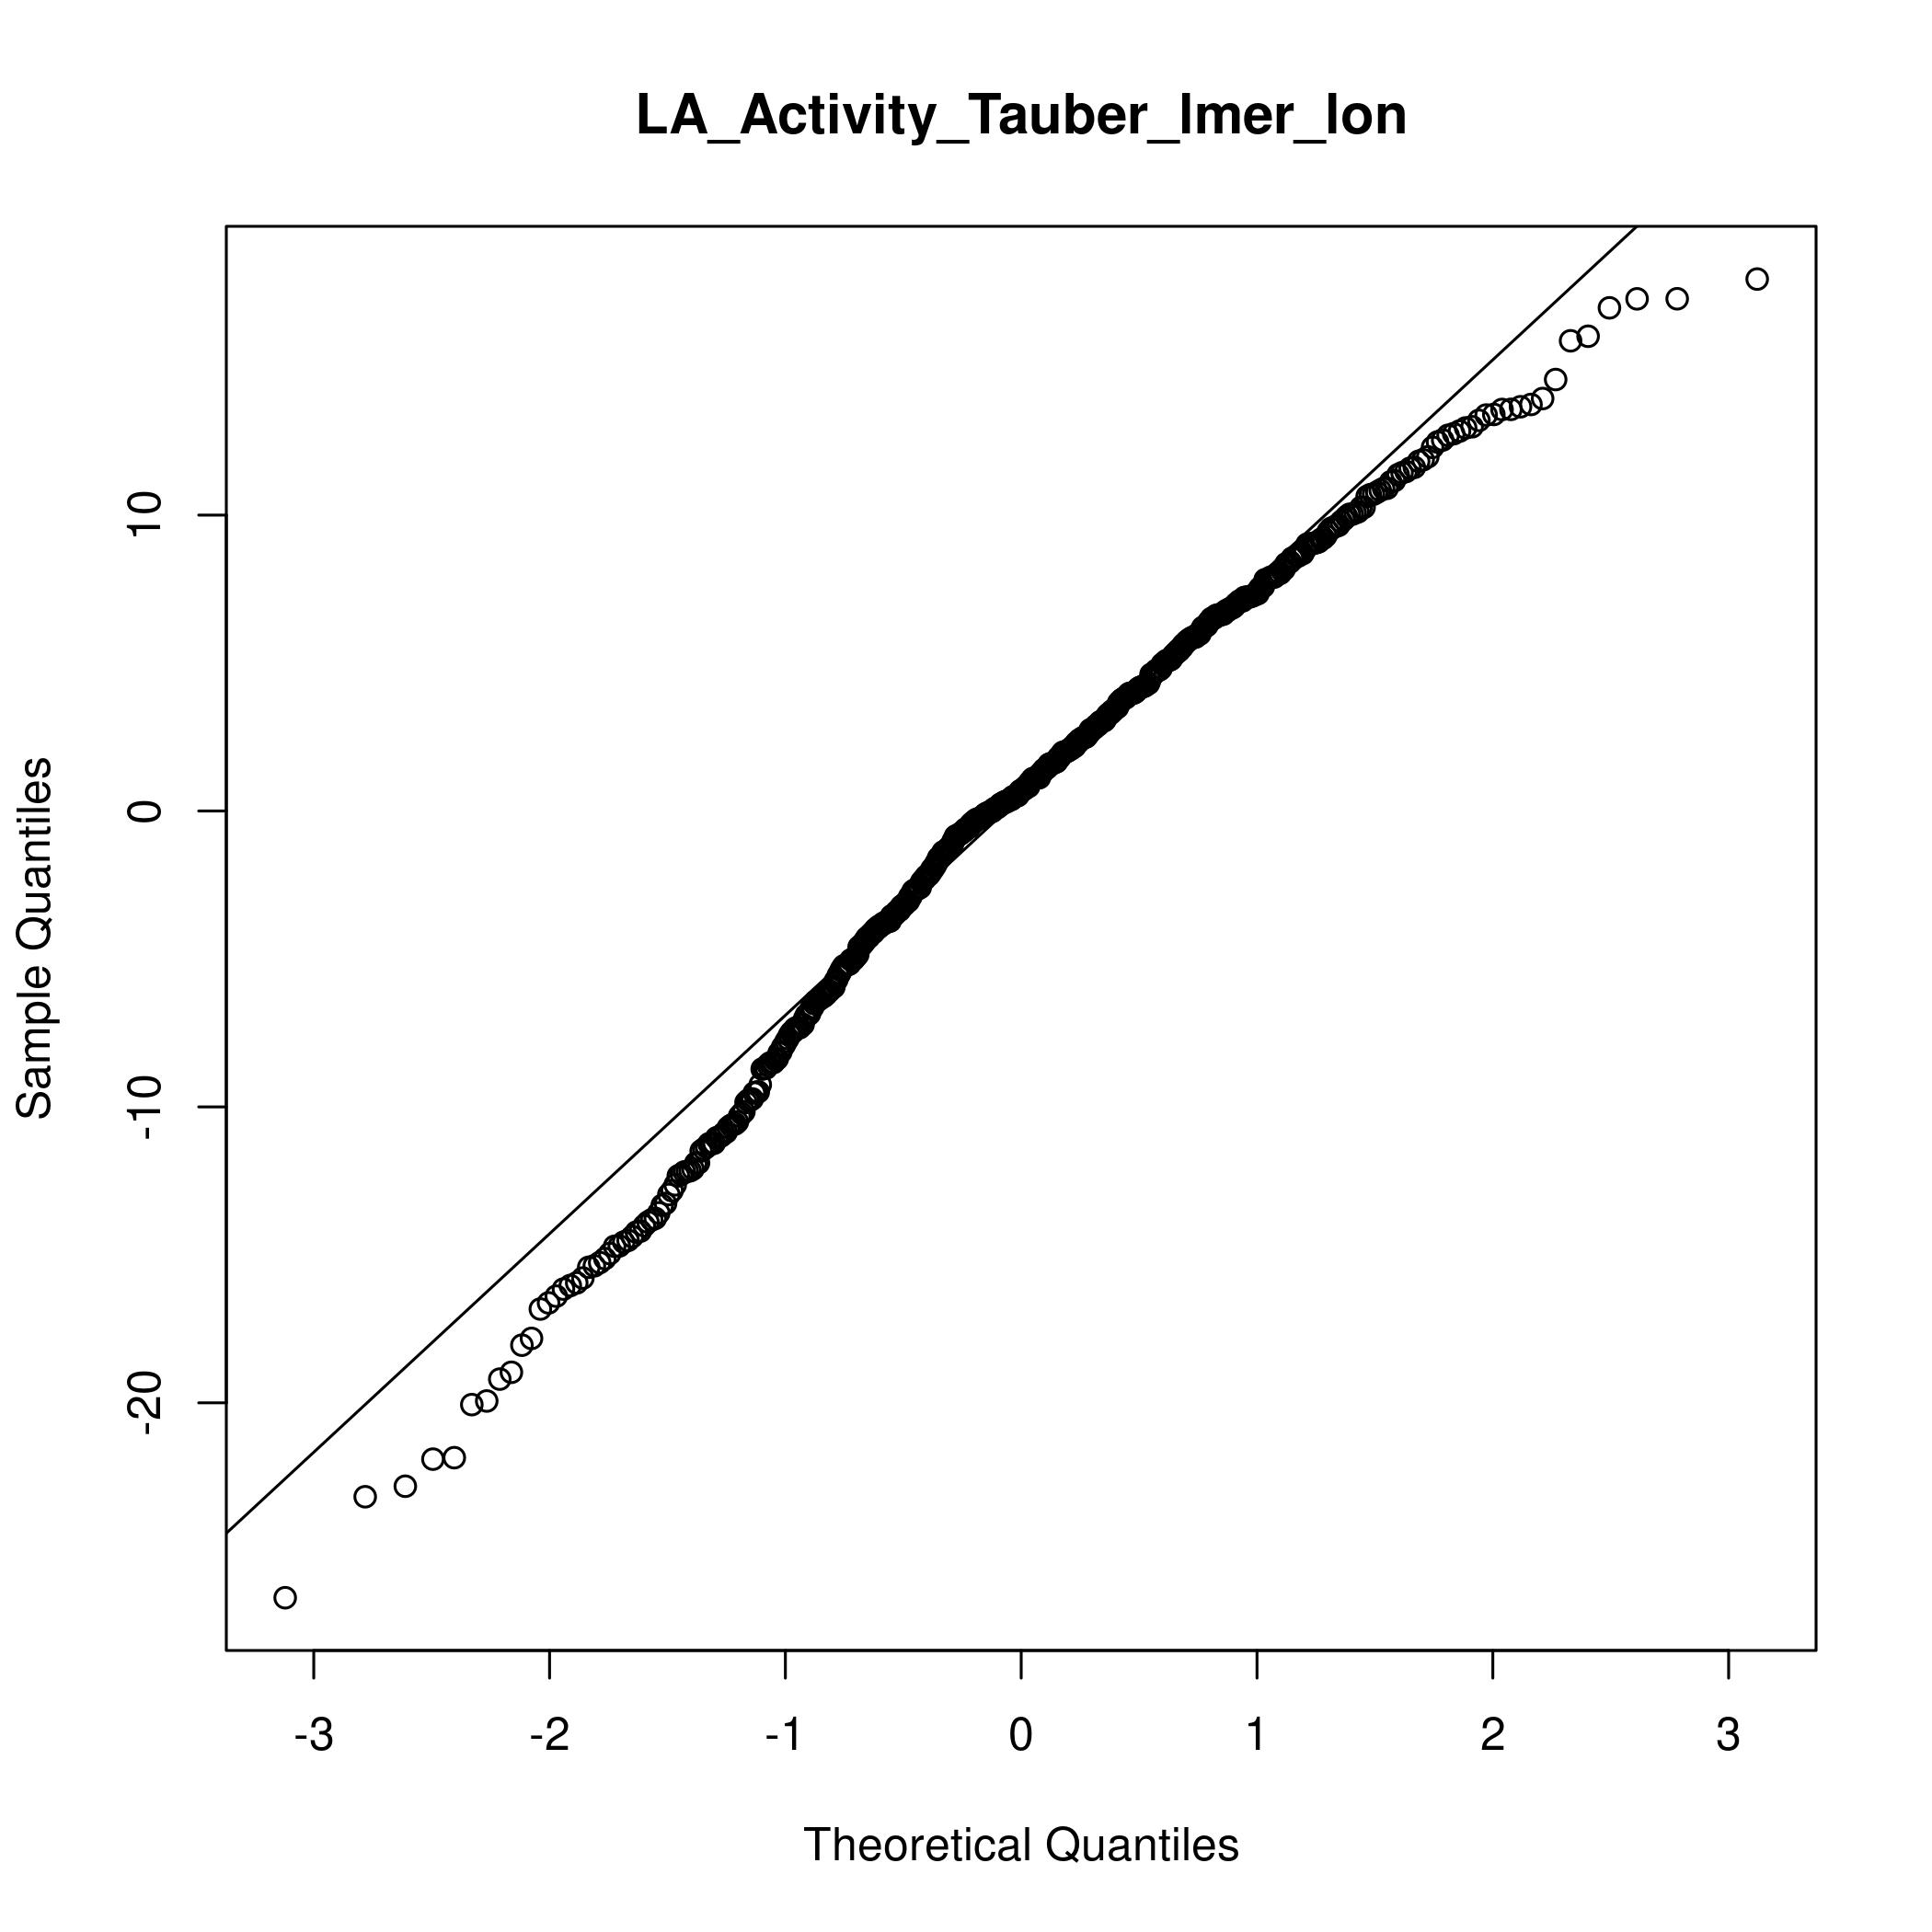 LA_Activity_Tauber_lmer_lon
Sample Quantiles
10
0
-10
-20
-3 -2 -1 0 1 2 3
Theoretical Quantiles